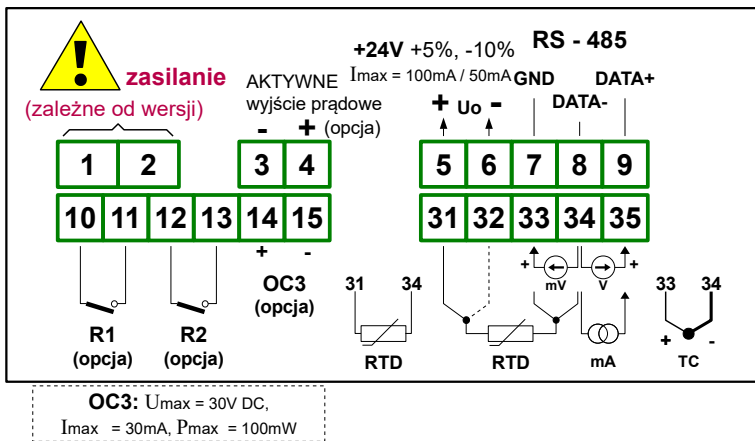 zasilanie
(zależne od wersji)
AKTYWNE
wyjście prądowe
- + (opcja)
+24V +5%, -10%
Imax = 100mA / 50mA
+ Uo -
RS - 485
GND DATA+
DATA-
1 2 3 4 5 6 7 8 9
10 11 12 13 14 15 31 32 33 34 35
+ -
OC3
(opcja)
R1
(opcja)
R2
(opcja)
31 34
RTD
RTD
+ mV
V +
mA
33 34
+ -
TC
OC3: Umax = 30V DC,
Imax = 30mA, Pmax = 100mW